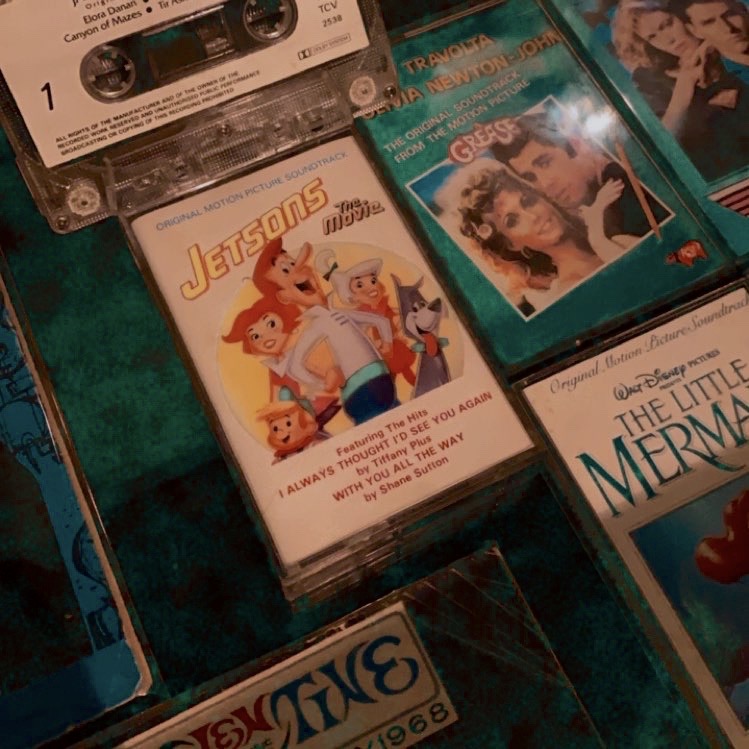 Elora Danan •
Canyon of Mazes •
TCV
2538
DOLBY SYSTEM
1
ALL RIGHTS OF THE MANUFACTURER AND OF THE OWNER OF THE
RECORDED WORK RESERVED AND UNAUTHORISED PUBLIC PERFORMANCE
BROADCASTING OR COPYING OF THIS RECORDING PROHIBITED
TRAVOLTA
OLIVIA NEWTON-JOHN
THE ORIGINAL SOUNDTRACK
FROM THE MOTION PICTURE
GREASE
ORIGINAL MOTION PICTURE SOUNDTRACK
JETSONS
The
movie
Featuring The Hits
I ALWAYS THOUGHT I'D SEE YOU AGAIN
by Tiffany Plus
WITH YOU ALL THE WAY
by Shane Sutton
Original Motion Picture Soundtrack
WALT DISNEY PICTURES
PRESENTS
THE LITTLE
MERMA
TIME
1968